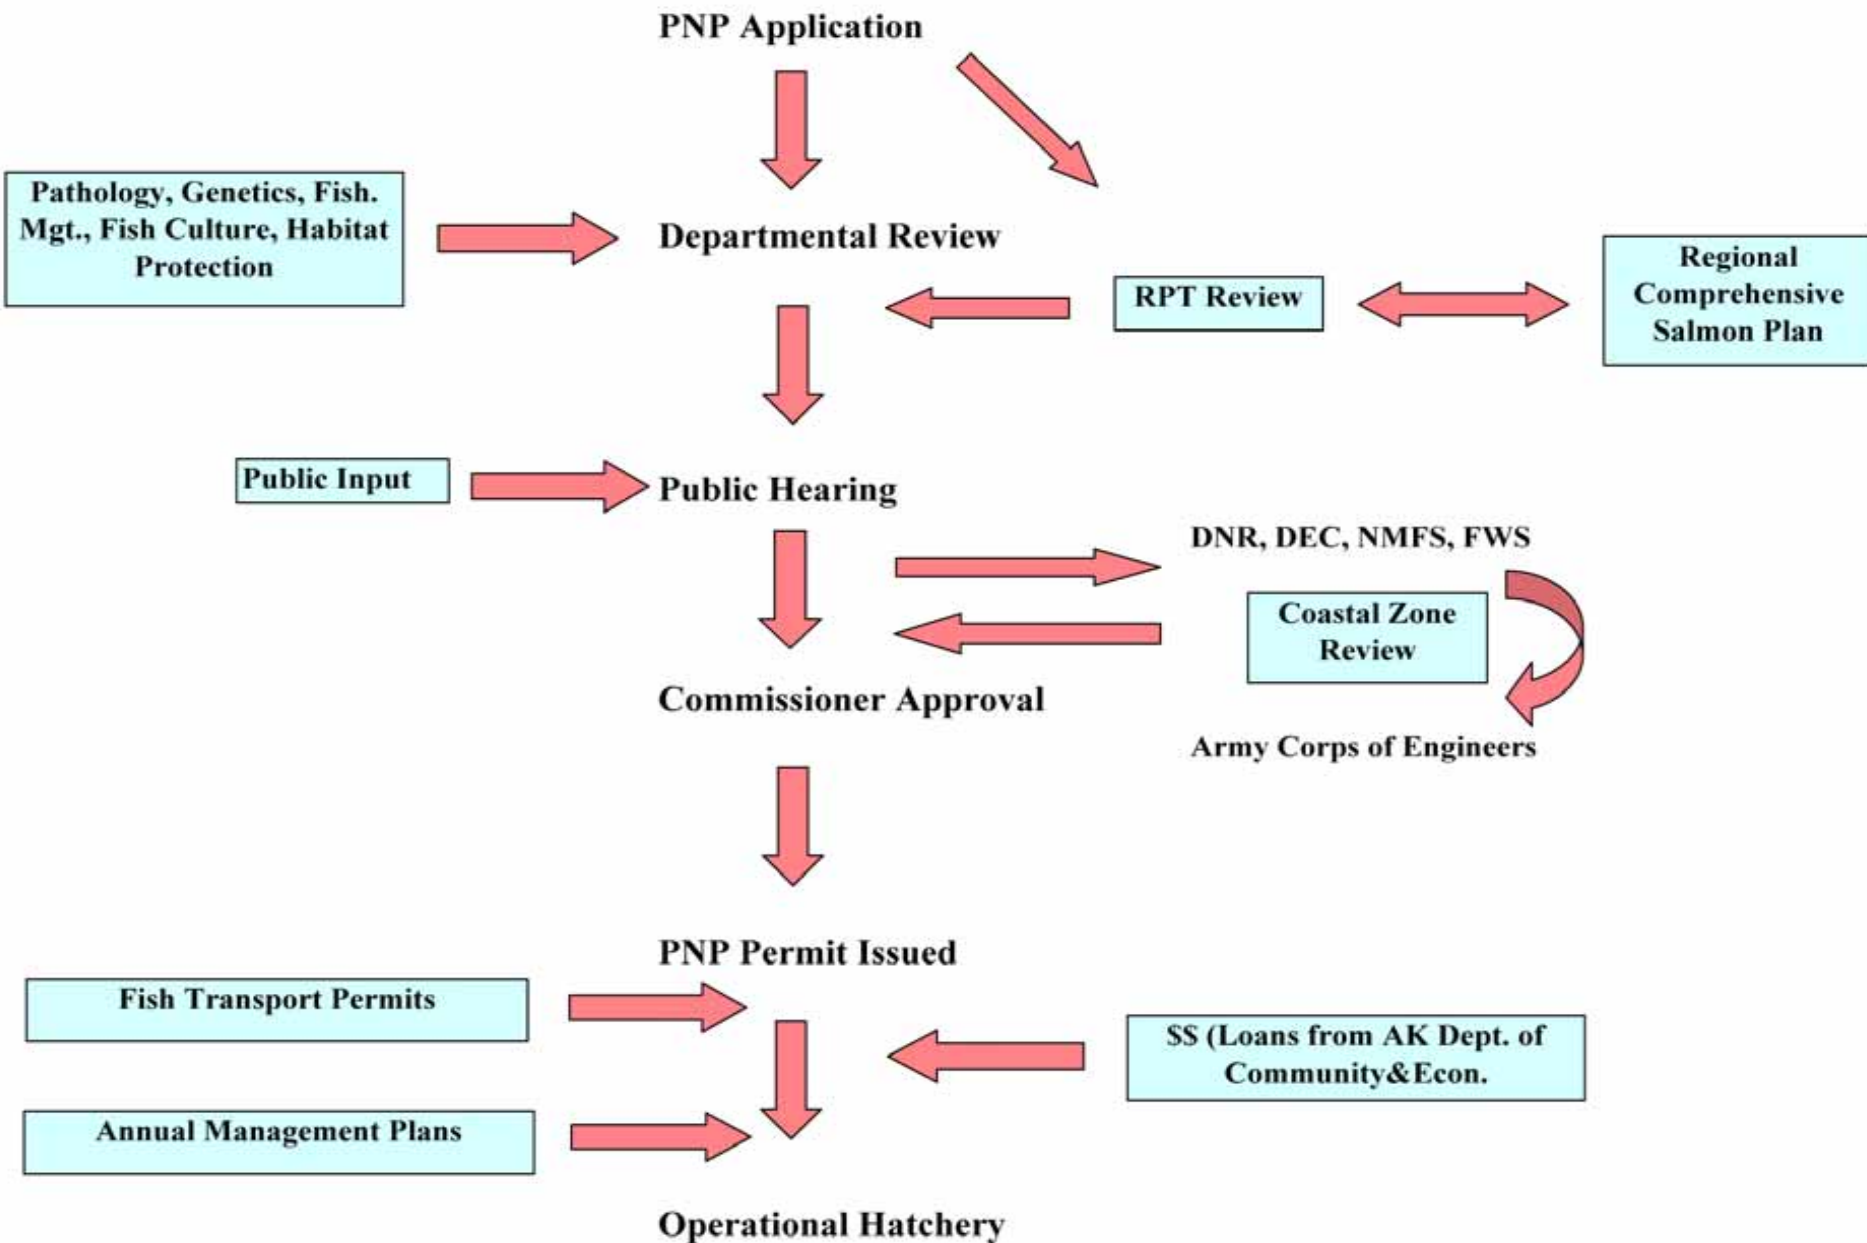 PNP Application
Pathology, Genetics, Fish.
Mgt., Fish Culture, Habitat
Protection
Departmental Review
RPT Review
Regional
Comprehensive
Salmon Plan
Public Input
Public Hearing
DNR, DEC, NMFS, FWS
Coastal Zone
Review
Commissioner Approval
Army Corps of Engineers
PNP Permit Issued
Fish Transport Permits
$$ (Loans from AK Dept. of
Community&Econ.
Annual Management Plans
Operational Hatchery